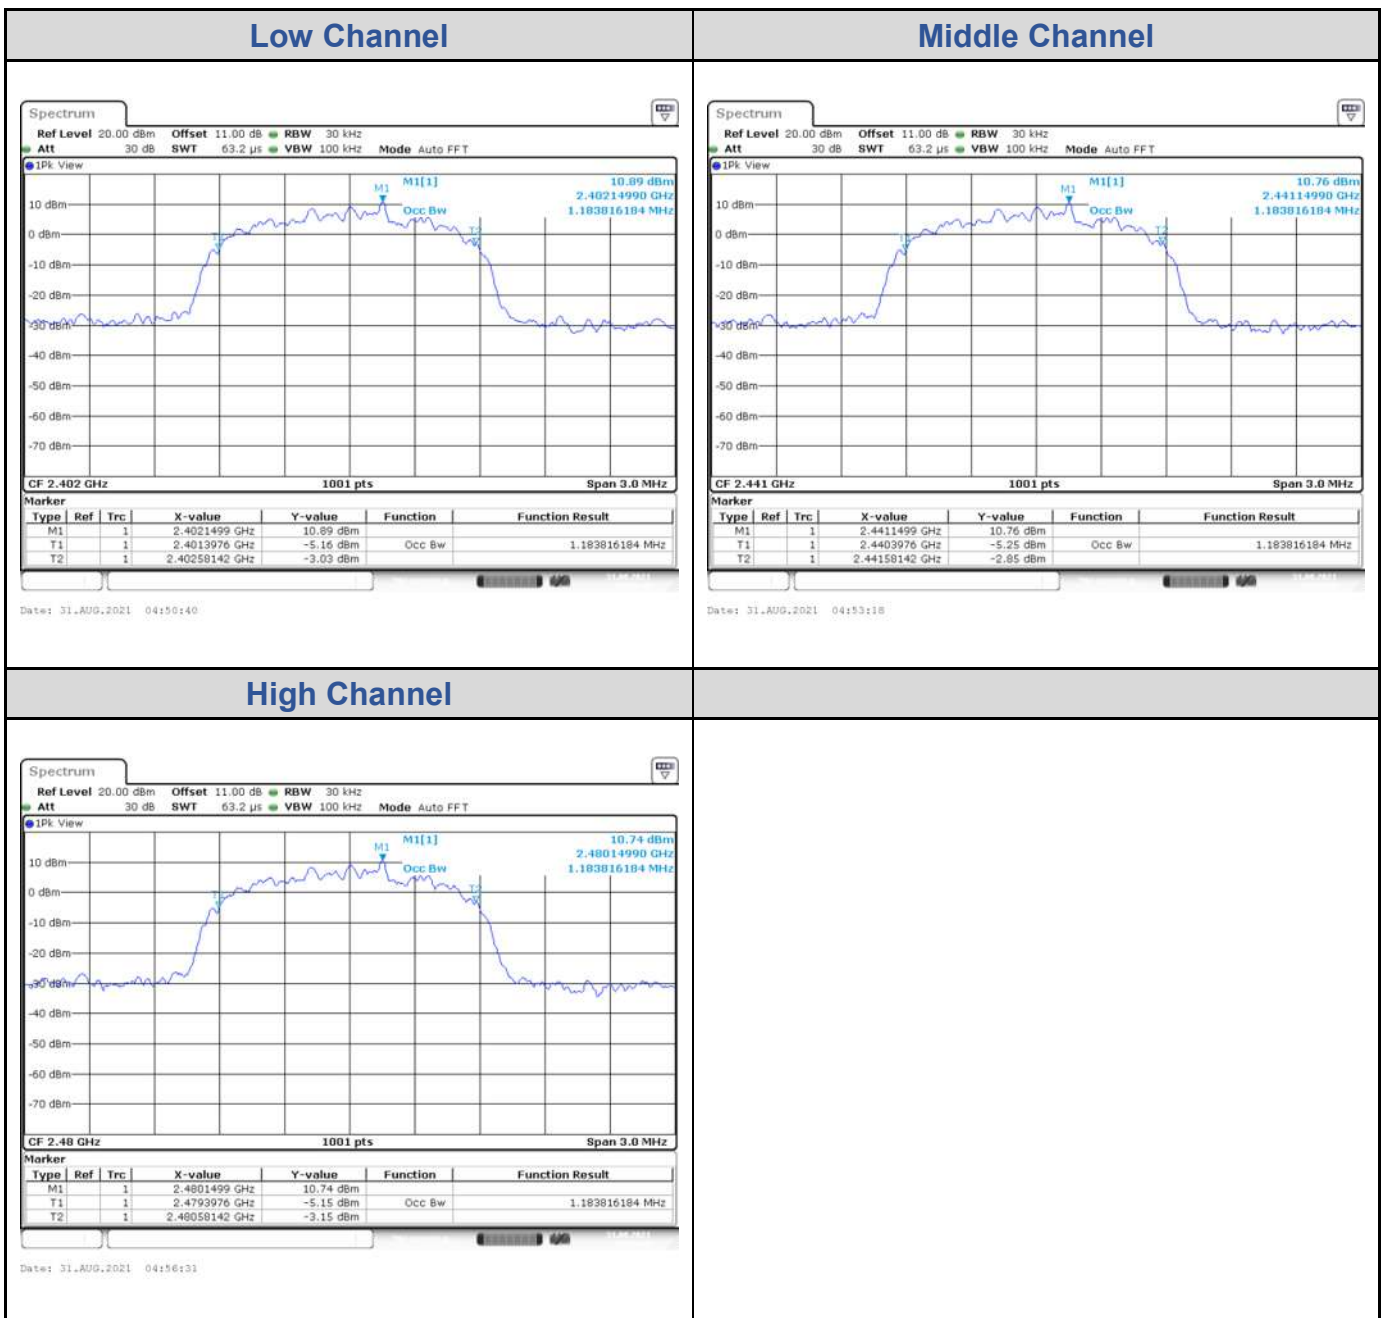 Low Channel
Middle Channel
Spectrum
Ref Level 20.00 dBm Offset 11.00 dB RBW 30 kHz
Att 30 dB SWT 63.2 µs VBW 100 kHz Mode Auto FFT
1Pk View
M1[1] 10.89 dBm
2.40214990 GHz
Occ Bw 1.183816184 MHz
M1
T2
10 dBm
0 dBm
-10 dBm
-20 dBm
-30 dBm
-40 dBm
-50 dBm
-60 dBm
-70 dBm
CF 2.402 GHz 1001 pts Span 3.0 MHz
Marker
Type Ref Trc X-value Y-value Function Function Result
M1 1 2.4021499 GHz 10.89 dBm
T1 1 2.4013976 GHz -5.16 dBm Occ Bw 1.183816184 MHz
T2 1 2.40258142 GHz -3.03 dBm
Date: 31.AUG.2021 04:50:40
Spectrum
Ref Level 20.00 dBm Offset 11.00 dB RBW 30 kHz
Att 30 dB SWT 63.2 µs VBW 100 kHz Mode Auto FFT
1Pk View
M1[1] 10.76 dBm
2.44114990 GHz
Occ Bw 1.183816184 MHz
M1
T2
10 dBm
0 dBm
-10 dBm
-20 dBm
-30 dBm
-40 dBm
-50 dBm
-60 dBm
-70 dBm
CF 2.441 GHz 1001 pts Span 3.0 MHz
Marker
Type Ref Trc X-value Y-value Function Function Result
M1 1 2.4411499 GHz 10.76 dBm
T1 1 2.4403976 GHz -5.25 dBm Occ Bw 1.183816184 MHz
T2 1 2.44158142 GHz -2.85 dBm
Date: 31.AUG.2021 04:53:18
High Channel
Spectrum
Ref Level 20.00 dBm Offset 11.00 dB RBW 30 kHz
Att 30 dB SWT 63.2 µs VBW 100 kHz Mode Auto FFT
1Pk View
M1[1] 10.74 dBm
2.48014990 GHz
Occ Bw 1.183816184 MHz
M1
T2
10 dBm
0 dBm
-10 dBm
-20 dBm
-30 dBm
-40 dBm
-50 dBm
-60 dBm
-70 dBm
CF 2.48 GHz 1001 pts Span 3.0 MHz
Marker
Type Ref Trc X-value Y-value Function Function Result
M1 1 2.4801499 GHz 10.74 dBm
T1 1 2.4793976 GHz -5.15 dBm Occ Bw 1.183816184 MHz
T2 1 2.48058142 GHz -3.15 dBm
Date: 31.AUG.2021 04:56:31